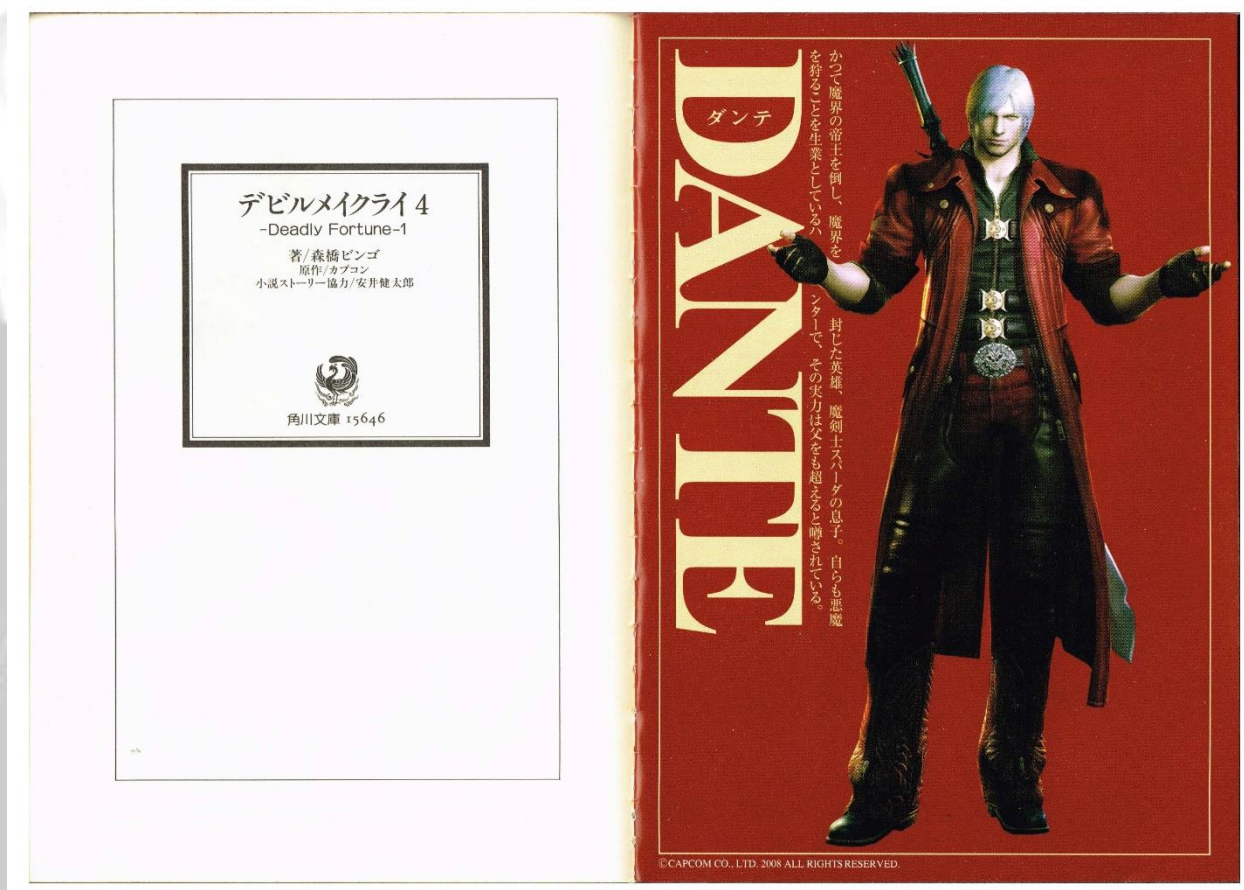 デビルメイクライ4
-Deadly Fortune-1
著/森橋ビンゴ
原作/カプコン
小説ストーリー協力/安井健太郎
角川文庫 15646
DANTE
ダンテ
かつて魔界の帝王を倒し、魔界を封じた英雄、魔剣士スパーダの息子。自らも悪魔
を狩ることを生業としているハンターで、その実力は父をも超えると噂されている。
©CAPCOM CO., LTD. 2008 ALL RIGHTS RESERVED.